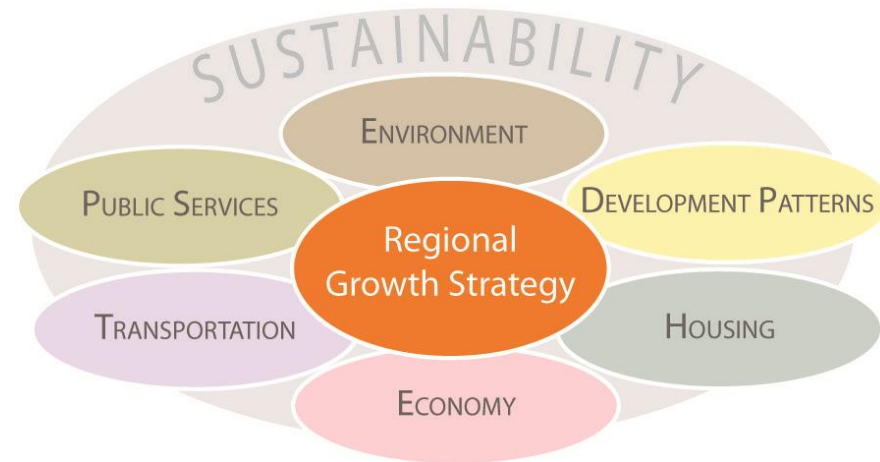 SUSTAINABILITY
ENVIRONMENT
PUBLIC SERVICES
DEVELOPMENT PATTERNS
Regional
Growth Strategy
TRANSPORTATION
HOUSING
ECONOMY